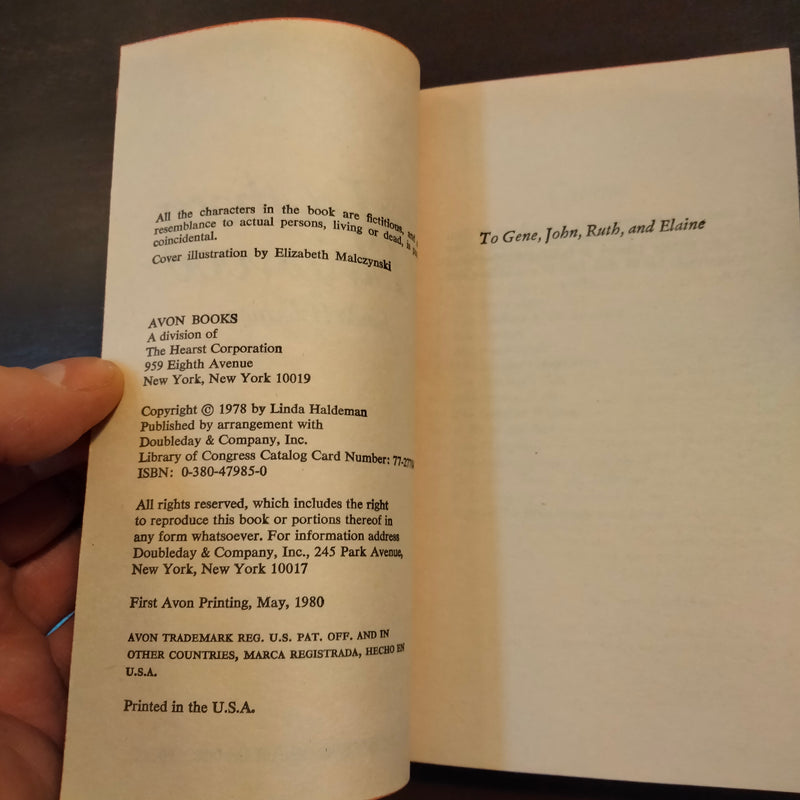 All the characters in the book are fictitious, and
resemblance to actual persons, living or dead, is
coincidental.
Cover illustration by Elizabeth Malczynski
AVON BOOKS
A division of
The Hearst Corporation
959 Eighth Avenue
New York, New York 10019
Copyright © 1978 by Linda Haldeman
Published by arrangement with
Doubleday & Company, Inc.
Library of Congress Catalog Card Number:
ISBN: 0-380-47985-0
All rights reserved, which includes the right
to reproduce this book or portions thereof in
any form whatsoever. For information address
Doubleday & Company, Inc., 245 Park Avenue,
New York, New York 10017
First Avon Printing, May, 1980
AVON TRADEMARK REG. U.S. PAT. OFF. AND IN
OTHER COUNTRIES, MARCA REGISTRADA, HECHO EN
U.S.A.
Printed in the U.S.A.
To Gene, John, Ruth, and Elaine